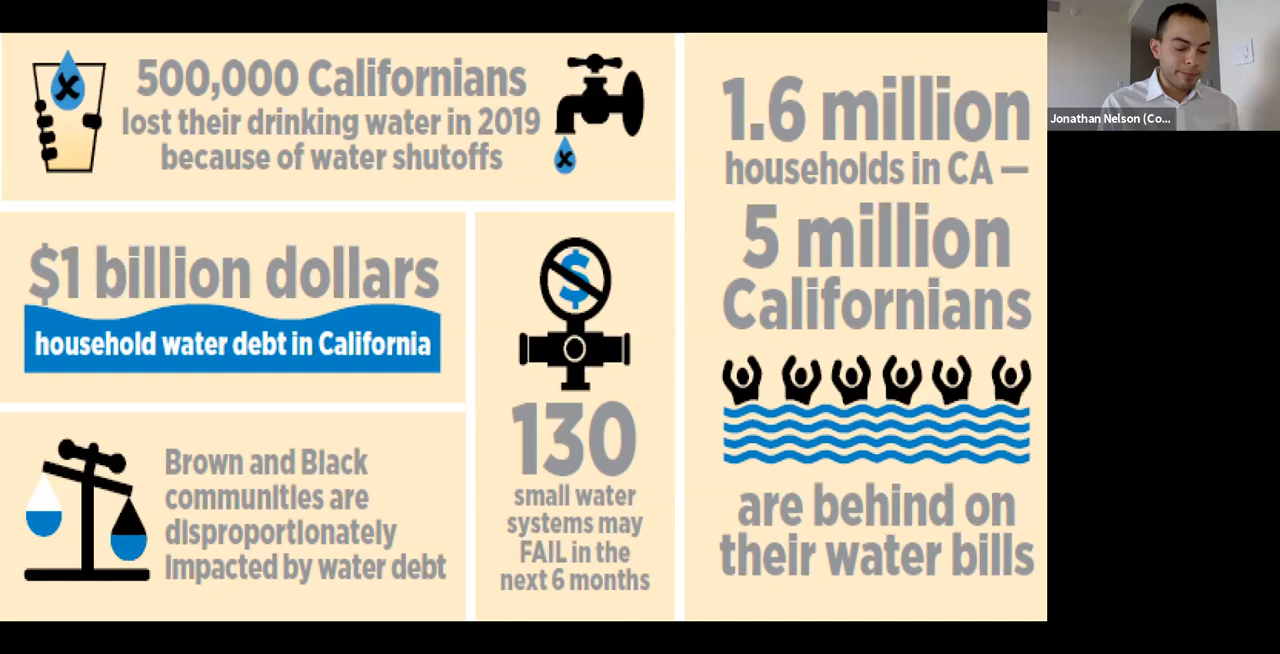 500,000 Californians
lost their drinking water in 2019
because of water shutoffs
$1 billion dollars
household water debt in California
Brown and Black
communities are
disproportionately
Impacted by water debt
$
130
small water
systems may
FAIL in the
next 6 months
1.6 million
households in CA —
5 million
Californians
are behind on
their water bills
Jonathan Nelson (Co...